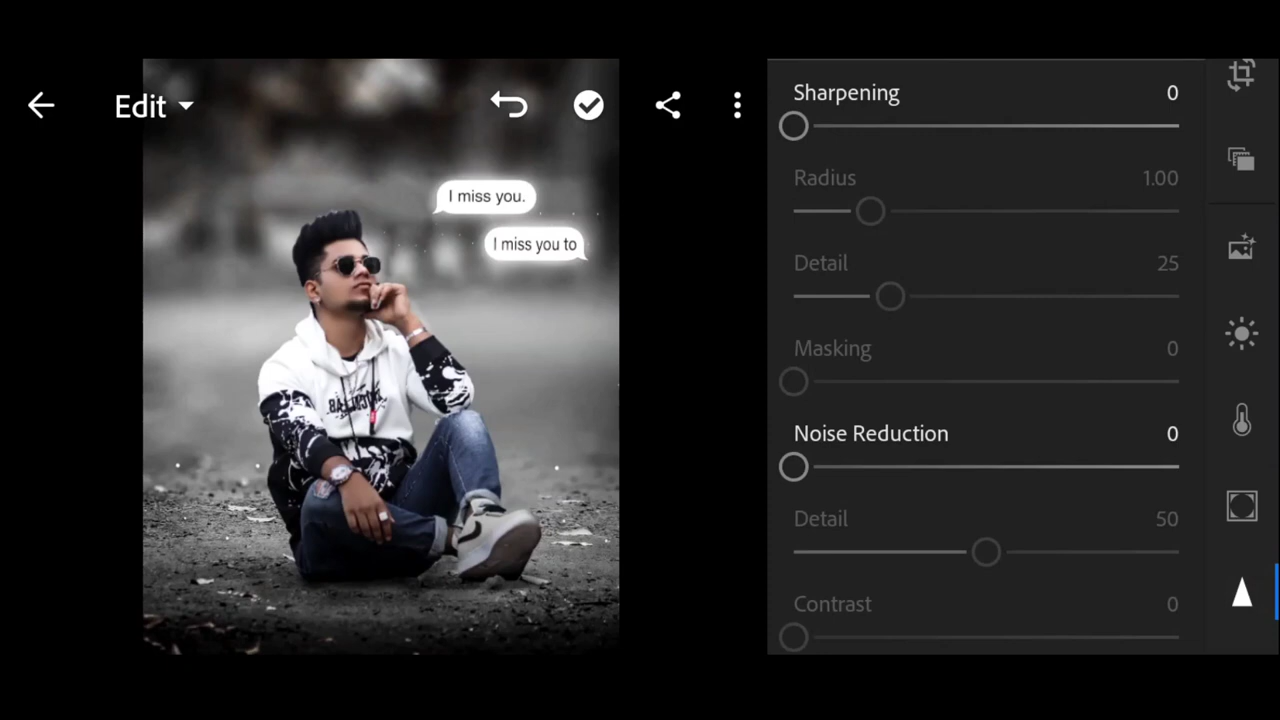 Edit
I miss you.
I miss you to
Sharpening 0
Radius 1.00
Detail 25
Masking 0
Noise Reduction 0
Detail 50
Contrast 0